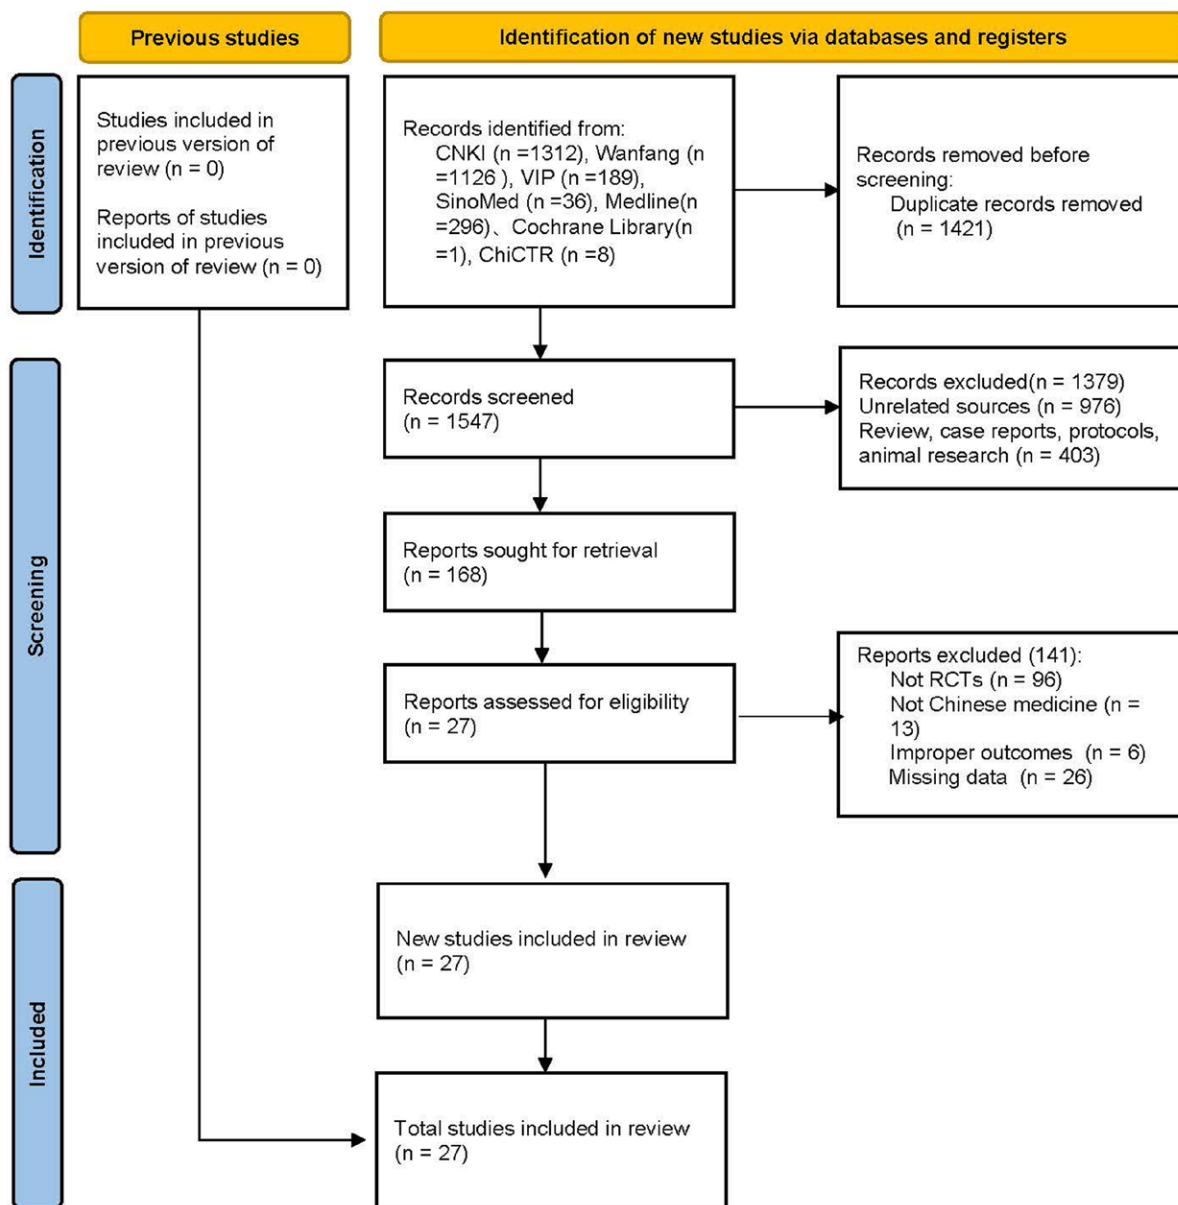 Previous studies
Identification of new studies via databases and registers
Identification
Studies included in
previous version of
review (n = 0)
Reports of studies
included in previous
version of review (n = 0)
Records identified from:
CNKI (n =1312), Wanfang (n
=1126 ), VIP (n =189),
SinoMed (n =36), Medline(n
=296)、Cochrane Library(n
=1), ChiCTR (n =8)
Records removed before
screening:
Duplicate records removed
(n = 1421)
Screening
Records screened
(n = 1547)
Records excluded(n = 1379)
Unrelated sources (n = 976)
Review, case reports, protocols,
animal research (n = 403)
Reports sought for retrieval
(n = 168)
Reports assessed for eligibility
(n = 27)
Reports excluded (141):
Not RCTs (n = 96)
Not Chinese medicine (n =
13)
Improper outcomes  (n = 6)
Missing data  (n = 26)
Included
New studies included in review
(n = 27)
Total studies included in review
(n = 27)